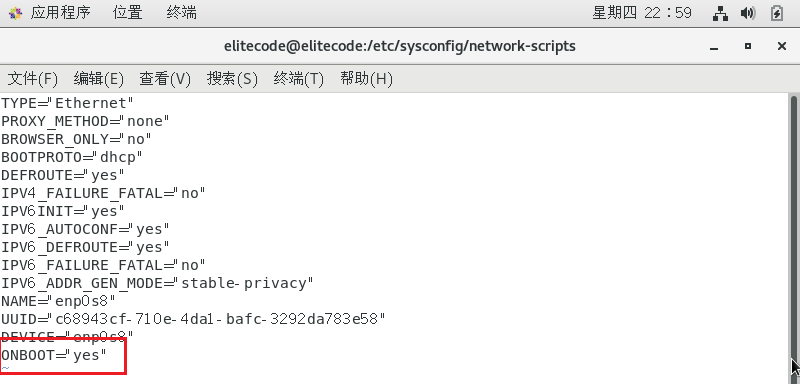 应用程序 位置 终端 星期四 22：59
elitecode@elitecode:/etc/sysconfig/network-scripts
文件(F) 编辑(E) 查看(V) 搜索(S) 终端(T) 帮助(H)
TYPE="Ethernet"
PROXY_METHOD="none"
BROWSER_ONLY="no"
BOOTPROTO="dhcp"
DEFROUTE="yes"
IPV4_FAILURE_FATAL="no"
IPV6INIT="yes"
IPV6_AUTOCONF="yes"
IPV6_DEFROUTE="yes"
IPV6_FAILURE_FATAL="no"
IPV6_ADDR_GEN_MODE="stable-privacy"
NAME="enp0s8"
UUID="c68943cf-710e-4da1-bafc-3292da783e58"
DEVICE="enp0s8"
ONBOOT="yes"
~